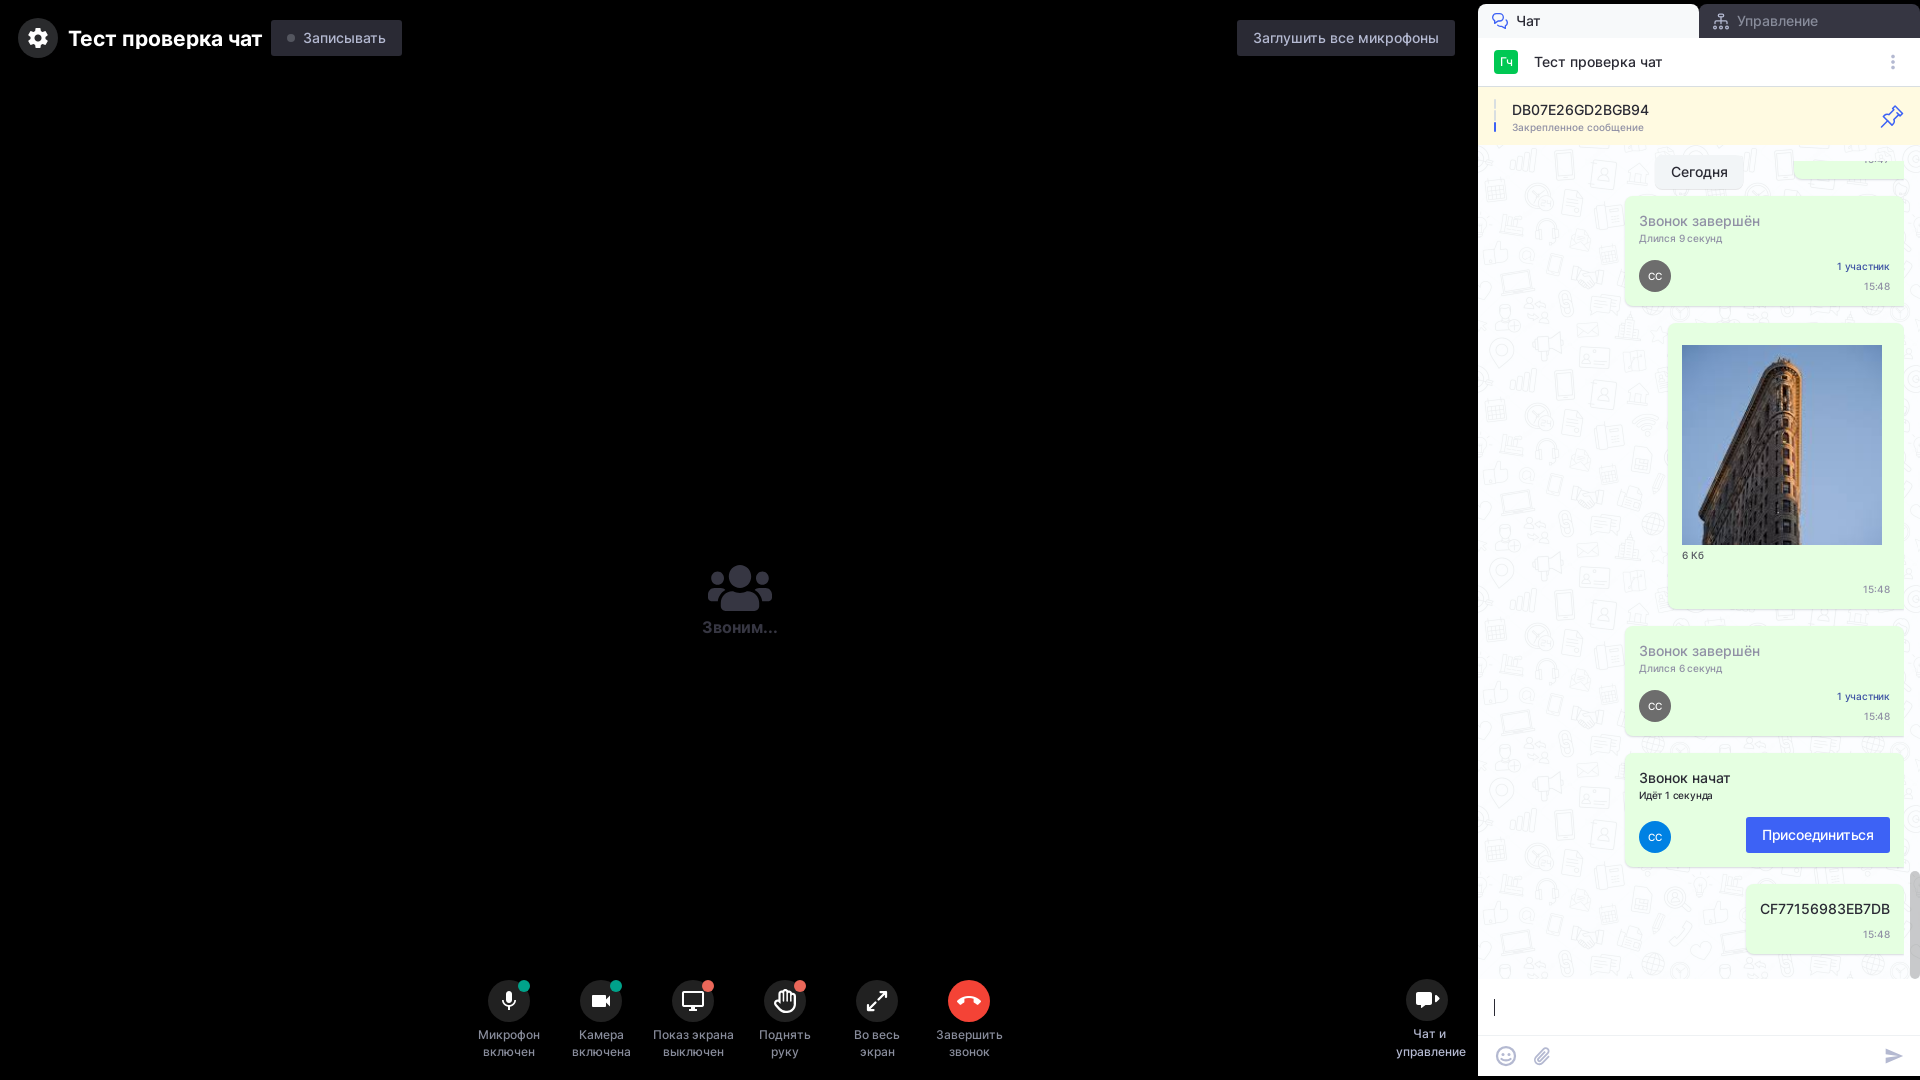 Тест проверка чат
Записывать
Заглушить все микрофоны
Звоним...
Микрофон
включен
Камера
включена
Показ экрана
выключен
Поднять
руку
Во весь
экран
Завершить
звонок
Чат и
управление
Чат
Управление
Гч
Тест проверка чат
DB07E26GD2BGB94
Закрепленное сообщение
Сегодня
Звонок завершён
Длился 9 секунд
1 участник
СС
15:48
6 Кб
15:48
Звонок завершён
Длился 6 секунд
1 участник
СС
15:48
Звонок начат
Идёт 1 секунда
СС
Присоединиться
CF77156983EB7DB
15:48